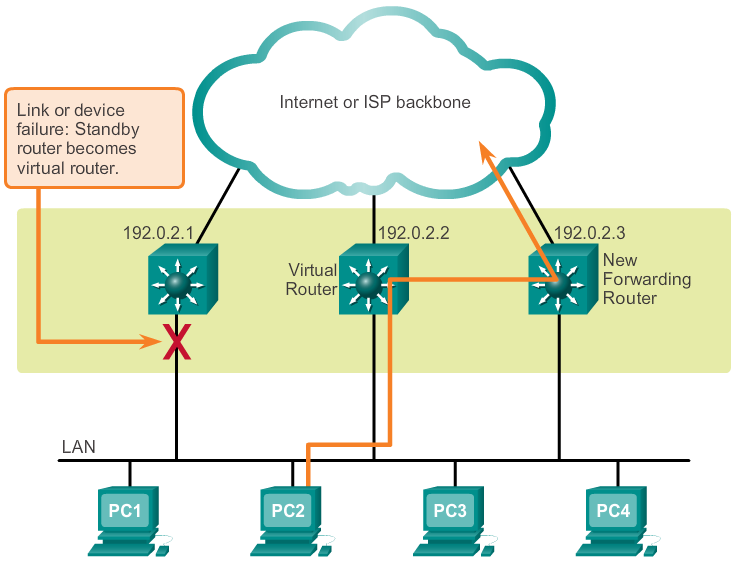 Internet or ISP backbone
Link or device
failure: Standby
router becomes
virtual router.
192.0.2.1
192.0.2.2
192.0.2.3
Virtual
Router
New
Forwarding
Router
X
LAN
PC1
PC2
PC3
PC4